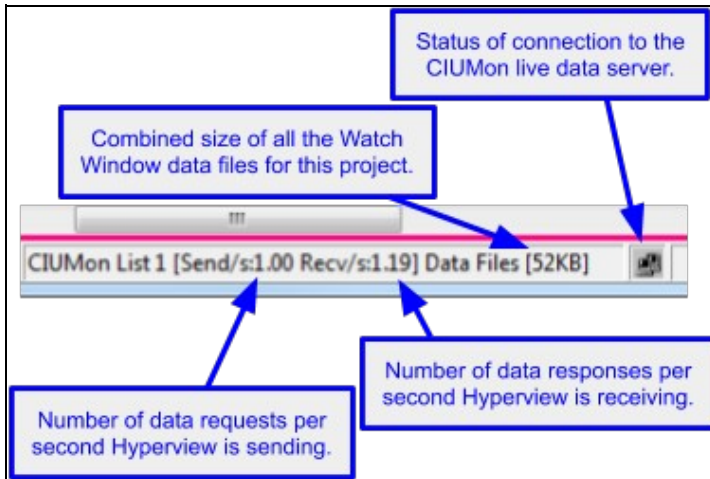 Status of connection to the
CIUMon live data server.
Combined size of all the Watch
Window data files for this project.
CIUMon List 1 [Send/s:1.00 Recv/s:1.19] Data Files [52KB]
Number of data responses per
second Hyperview is receiving.
Number of data requests per
second Hyperview is sending.